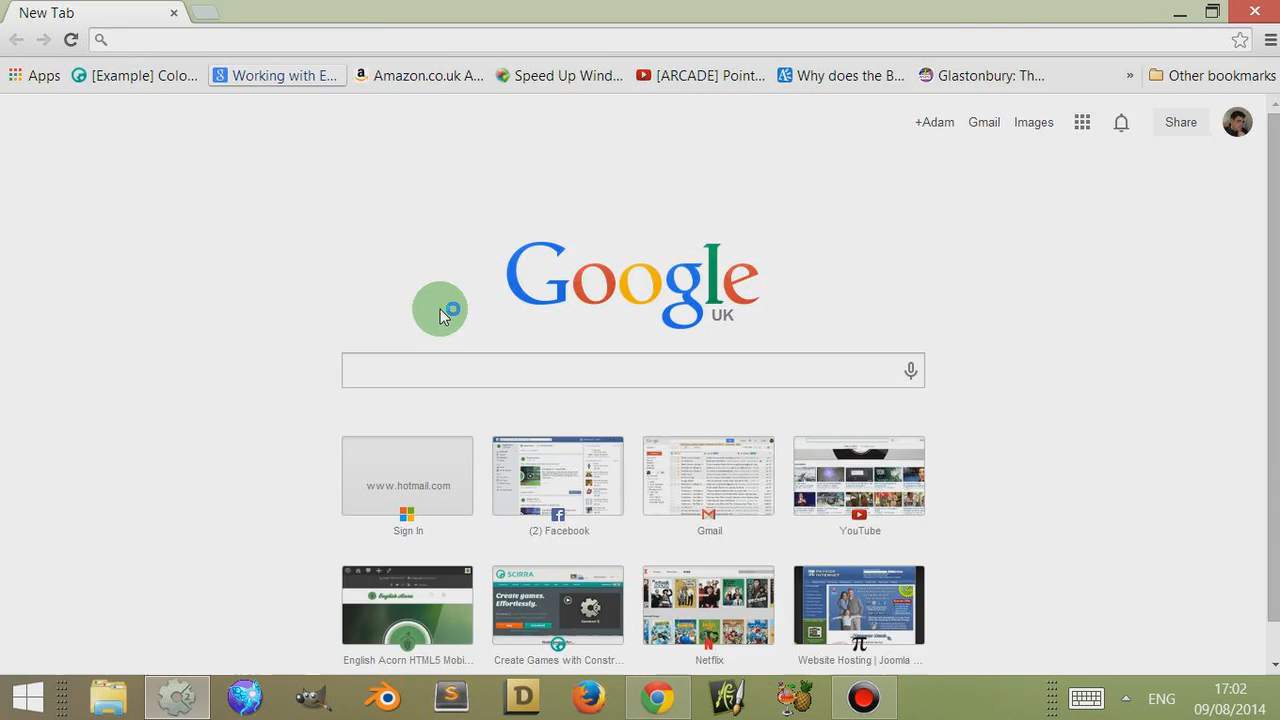 New Tab
Apps [Example] Colo... Working with E... Amazon.co.uk A... Speed Up Wind... [ARCADE] Point... Why does the B... Glastonbury: Th... » Other bookmarks
+Adam Gmail Images Share
Google
UK
www.hotmail.com
Sign In (2) Facebook Gmail YouTube
SCIRRA
Create games.
Effortlessly.
English Acorn HTML5 Mobi... Create Games with Constr... Netflix Website Hosting | Joomla ...
ENG 17:02
09/08/2014